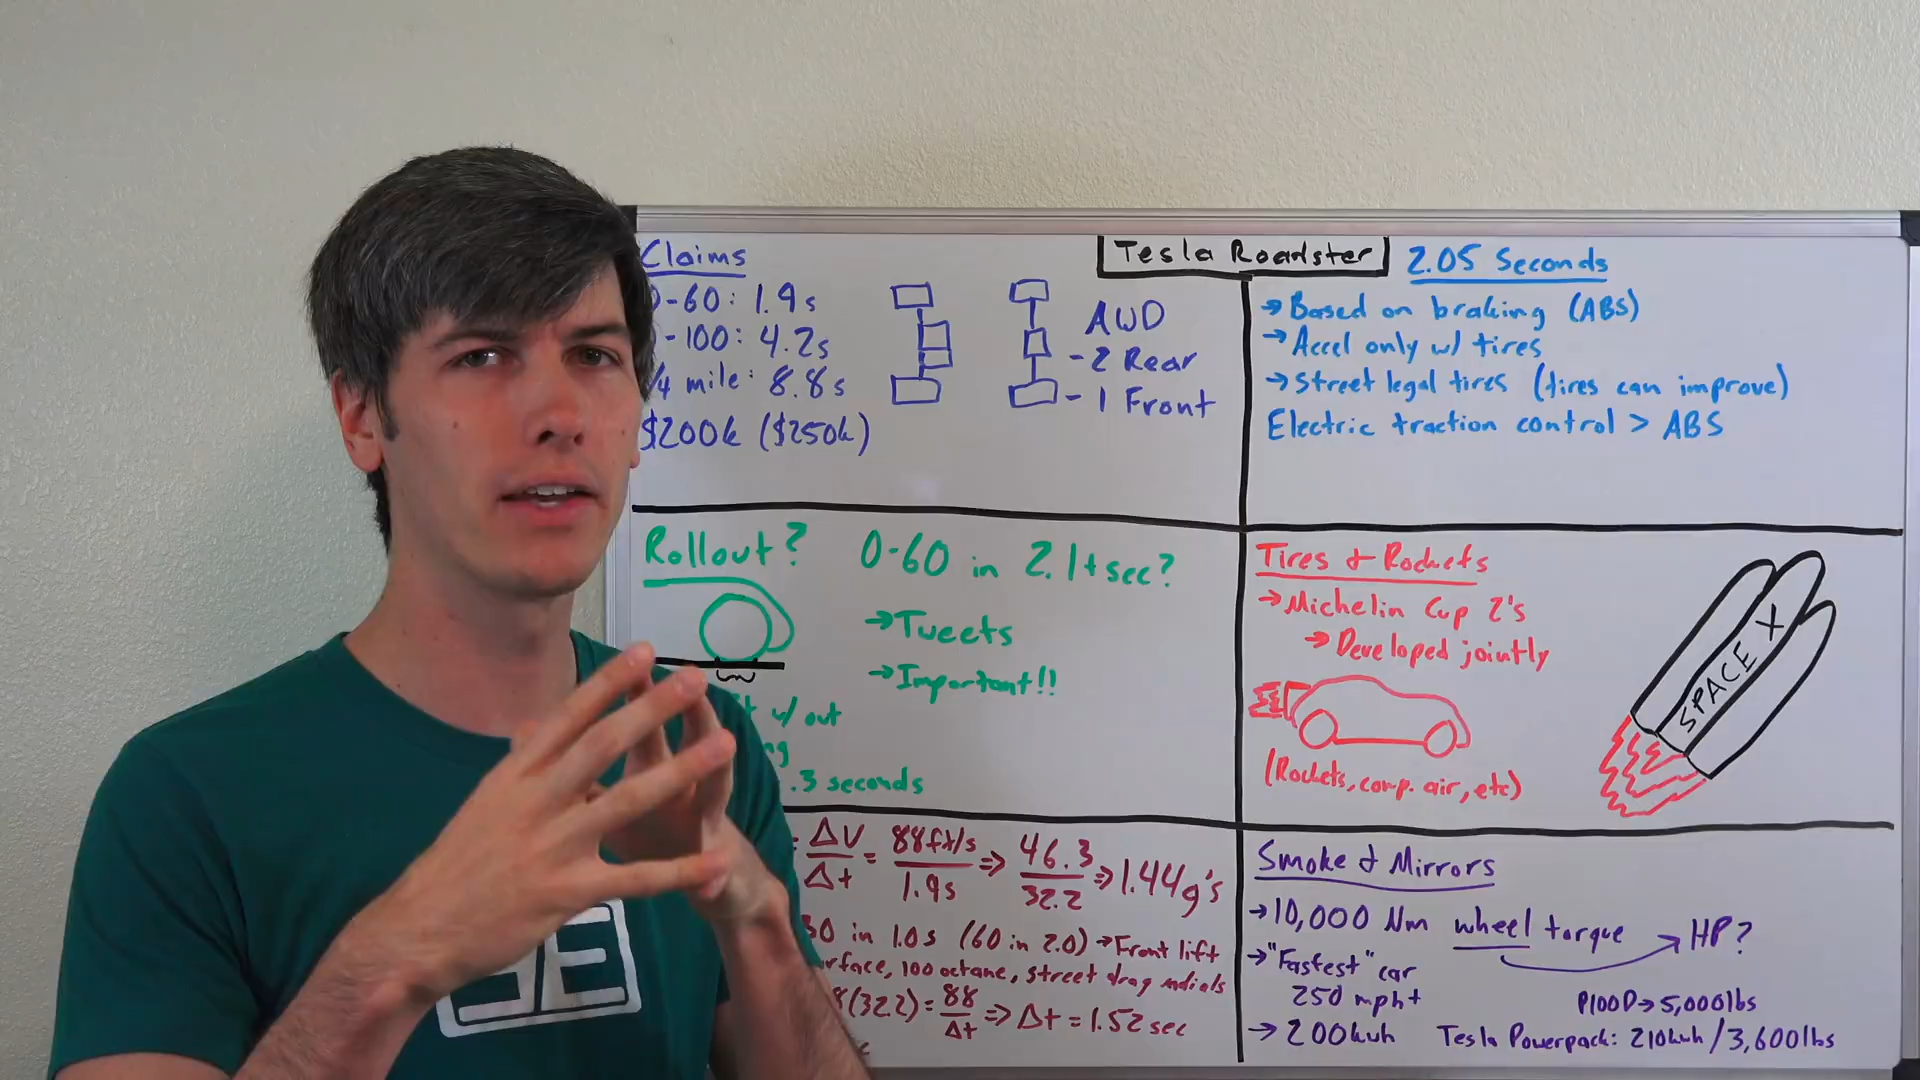 Tesla Roadster
Claims
0-60: 1.9s
0-100: 4.2s
1/4 mile: 8.8s
$200k ($250k)
AWD
-2 Rear
-1 Front
2.05 Seconds
→Based on braking (ABS)
→Accel only w/ tires
→Street legal tires (tires can improve)
Electric traction control > ABS
Rollout?
0-60 in 2.1+sec?
→Tweets
→Important!!
w/ out
.3 seconds
Tires & Rockets
→Michelin Cup 2's
→Developed jointly
(Rockets, comp. air, etc)
SPACE X
= ΔV/Δt = 88ft/s / 1.9s ⇒ 46.3/32.2 ⇒ 1.44g's
30 in 1.0s (60 in 2.0) →Front lift
100 octane, street drag radials
8(32.2) = 88/Δt ⇒ Δt = 1.52 sec
Smoke & Mirrors
→10,000 Nm wheel torque → HP?
→"Fastest" car
250 mph+
P100D→5,000lbs
→200kwh
Tesla Powerpack: 210kwh/3,600lbs